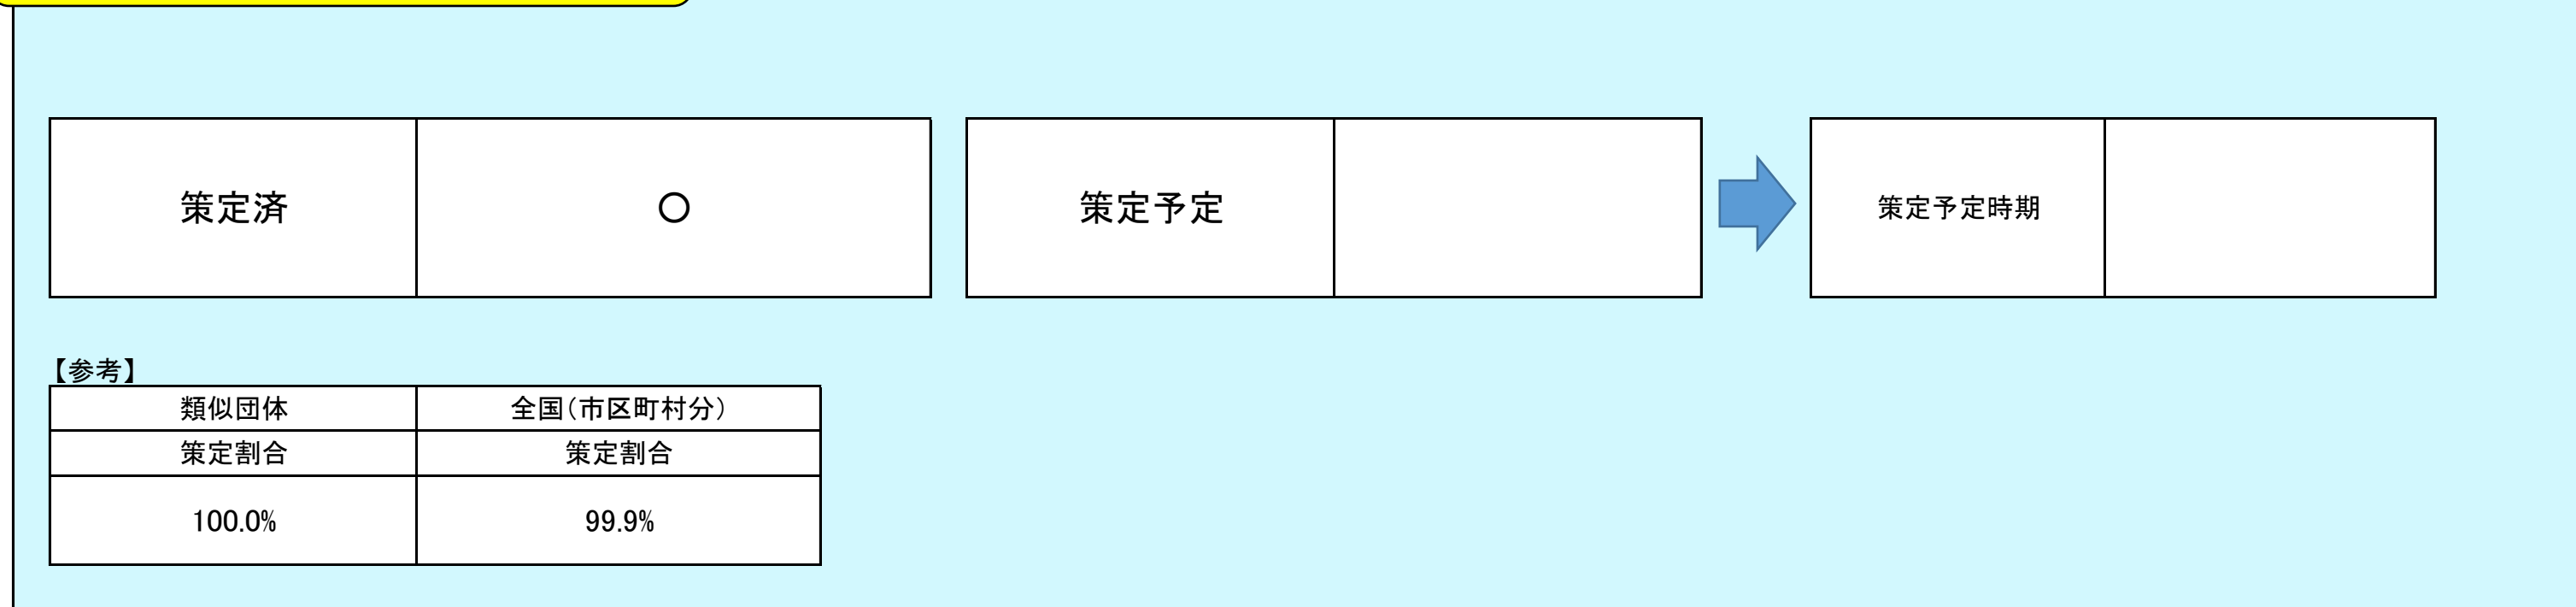 策定済 ○ 策定予定 策定予定時期
【参考】
類似団体 全国（市区町村分）
策定割合 策定割合
100.0% 99.9%